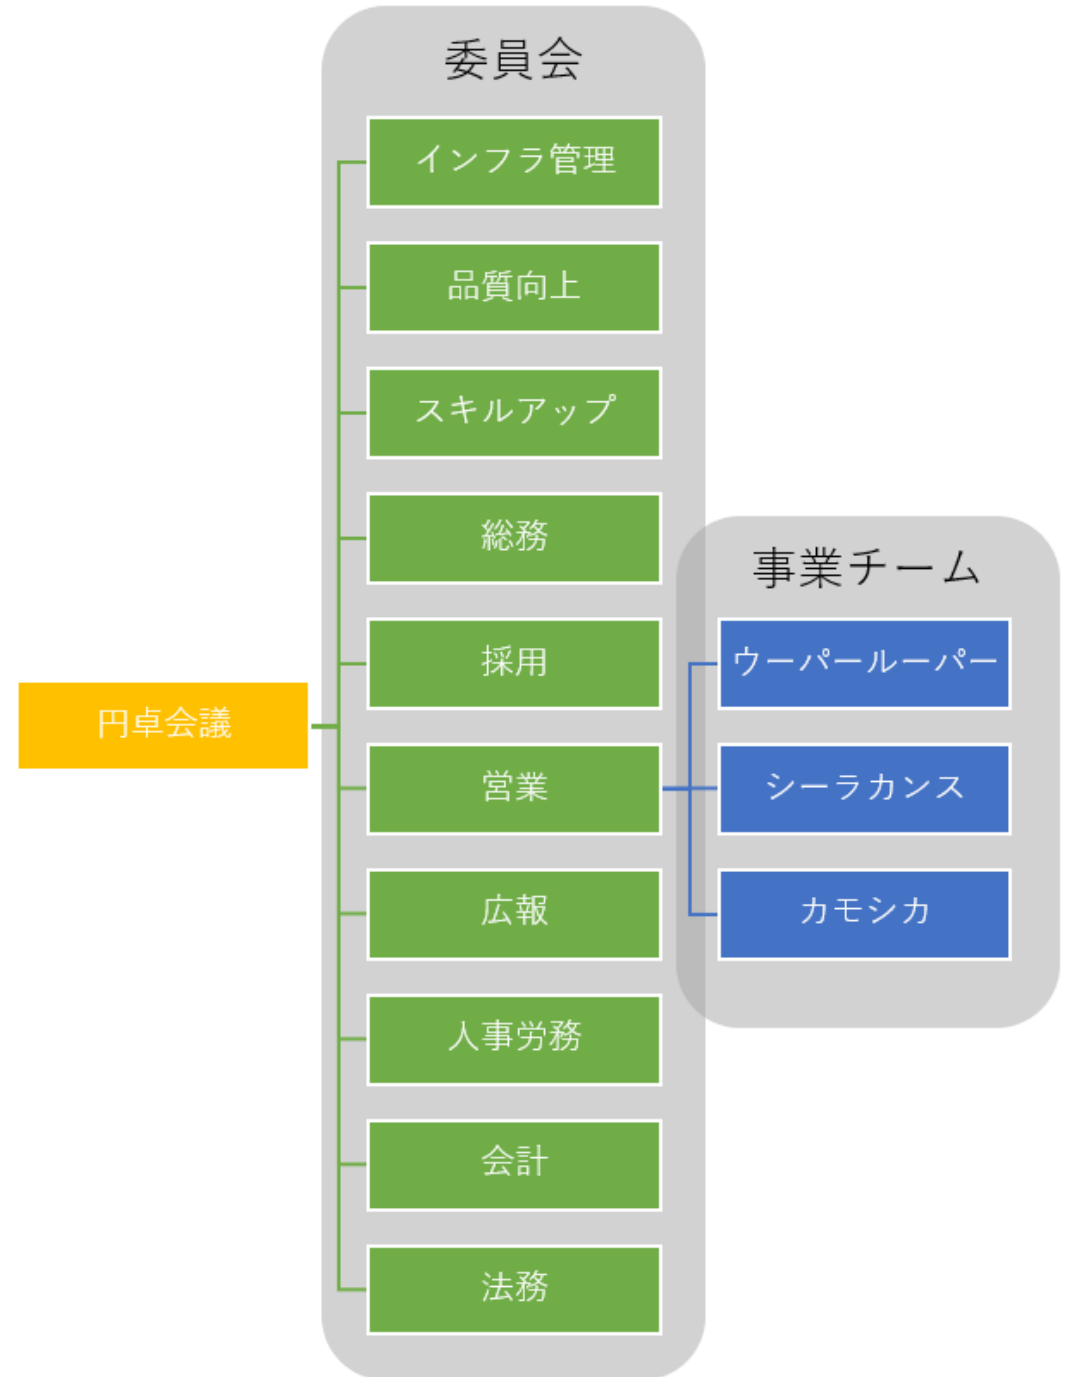 委員会
インフラ管理
品質向上
スキルアップ
総務
採用
円卓会議
営業
広報
人事労務
会計
法務
事業チーム
ウーパールーパー
シーラカンス
カモシカ